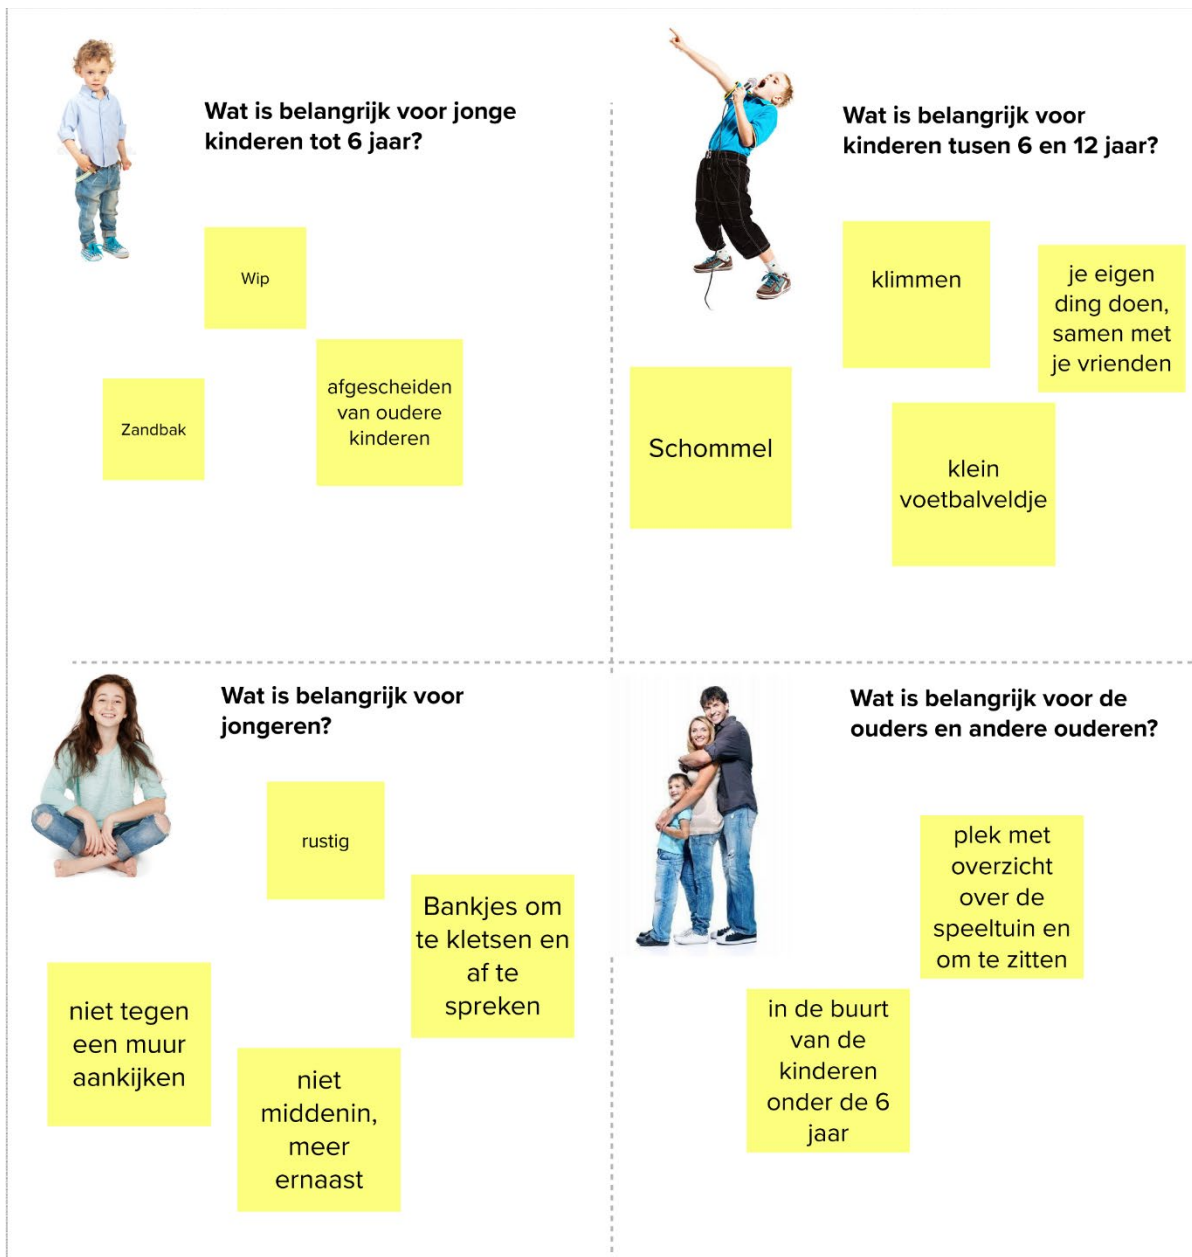 Wat is belangrijk voor jonge
kinderen tot 6 jaar?
Wip
Zandbak
afgescheiden
van oudere
kinderen
Wat is belangrijk voor
kinderen tusen 6 en 12 jaar?
klimmen
je eigen
ding doen,
samen met
je vrienden
Schommel
klein
voetbalveldje
Wat is belangrijk voor
jongeren?
rustig
Bankjes om
te kletsen en
af te
spreken
niet tegen
een muur
aankijken
niet
middenin,
meer
ernaast
Wat is belangrijk voor de
ouders en andere ouderen?
plek met
overzicht
over de
speeltuin en
om te zitten
in de buurt
van de
kinderen
onder de 6
jaar